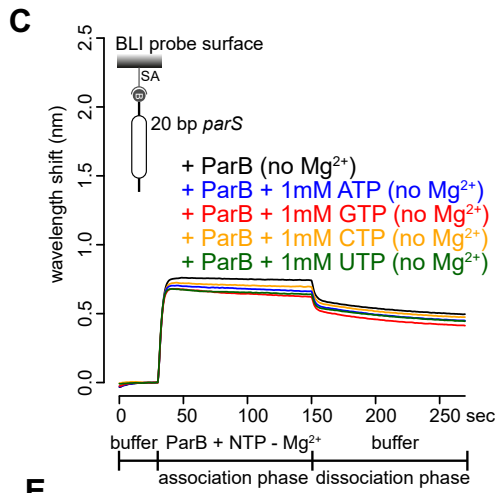 C
BLI probe surface
SA
B
20 bp parS
+ ParB (no Mg²⁺)
+ ParB + 1mM ATP (no Mg²⁺)
+ ParB + 1mM GTP (no Mg²⁺)
+ ParB + 1mM CTP (no Mg²⁺)
+ ParB + 1mM UTP (no Mg²⁺)
wavelength shift (nm)
2.5
2.0
1.5
1.0
0.5
0.0
0 50 100 150 200 250 sec
buffer ParB + NTP - Mg²⁺ buffer
association phase dissociation phase
E